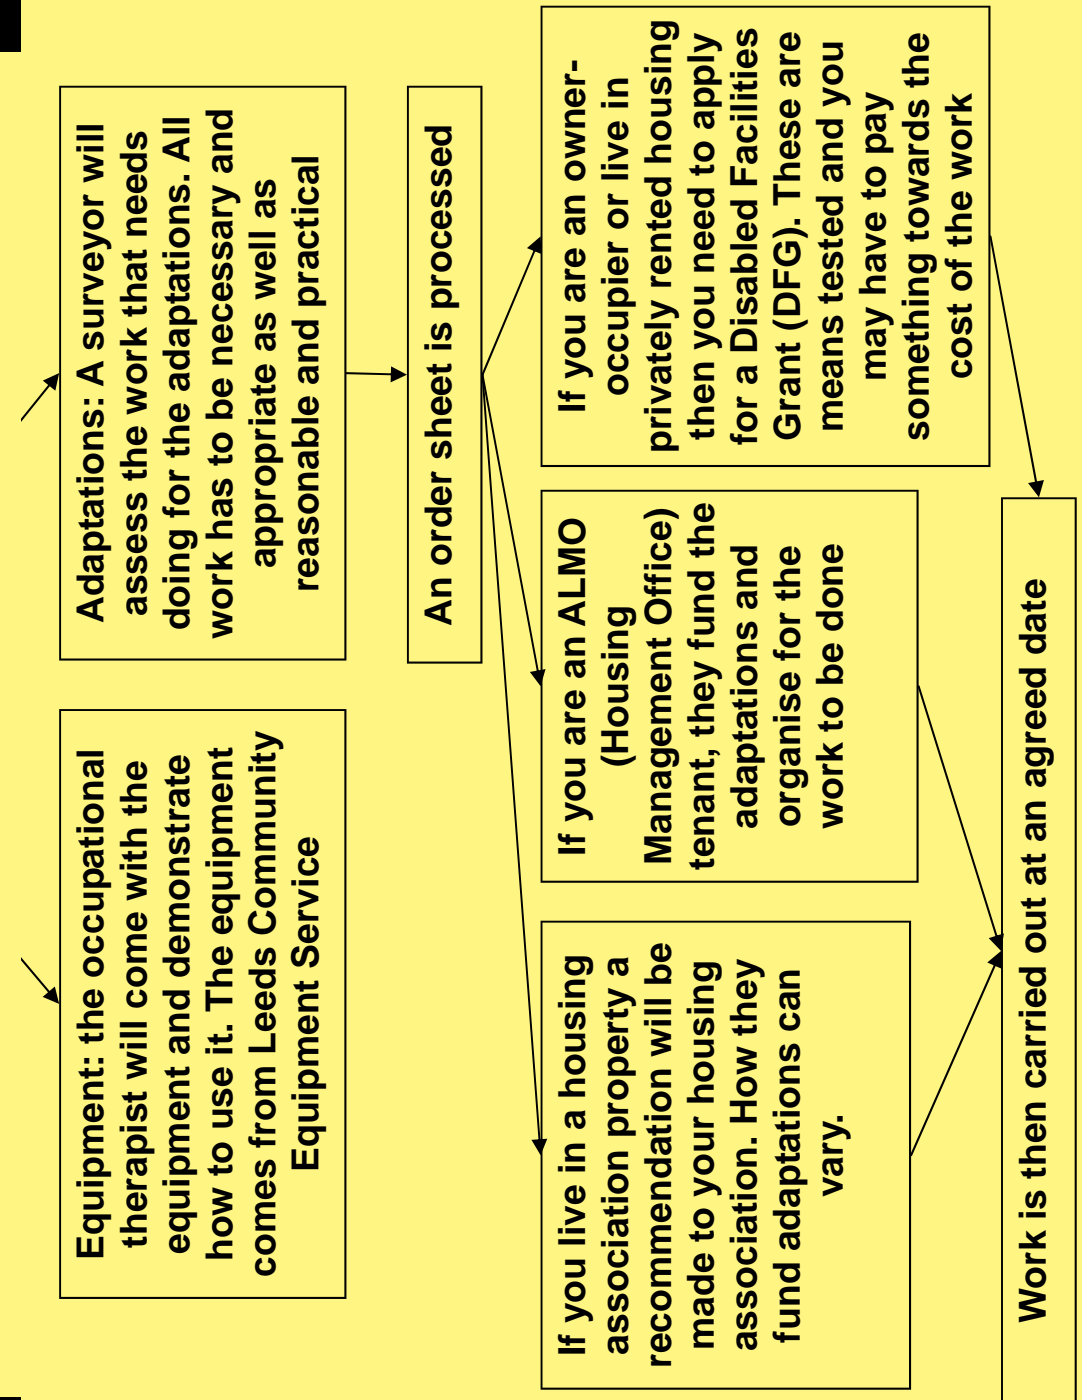 Equipment: the occupational
therapist will come with the
equipment and demonstrate
how to use it. The equipment
comes from Leeds Community
Equipment Service
Adaptations: A surveyor will
assess the work that needs
doing for the adaptations. All
work has to be necessary and
appropriate as well as
reasonable and practical
An order sheet is processed
If you live in a housing
association property a
recommendation will be
made to your housing
association. How they
fund adaptations can
vary.
If you are an ALMO
(Housing
Management Office)
tenant, they fund the
adaptations and
organise for the
work to be done
If you are an owner-
occupier or live in
privately rented housing
then you need to apply
for a Disabled Facilities
Grant (DFG). These are
means tested and you
may have to pay
something towards the
cost of the work
Work is then carried out at an agreed date